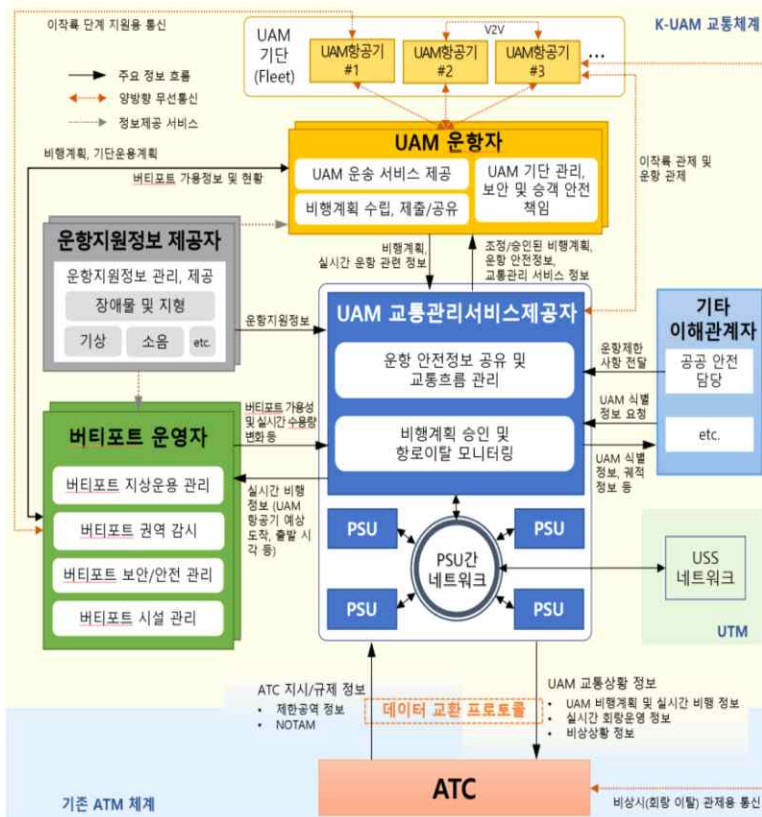 이착륙 단계 지원용 통신
K-UAM 교통체계
UAM
기단
(Fleet)
V2V
UAM항공기
#1
UAM항공기
#2
UAM항공기
#3
...
주요 정보 흐름
양방향 무선통신
정보제공 서비스
비행계획, 기단운용계획
버티포트 가용정보 및 현황
UAM 운항자
UAM 운송 서비스 제공
비행계획 수립, 제출/공유
UAM 기단 관리,
보안 및 승객 안전
책임
이착륙 관제 및
운항 관제
비행계획,
실시간 운항 관련 정보
조정/승인된 비행계획,
운항 안전정보,
교통관리 서비스 정보
운항지원정보 제공자
운항지원정보 관리, 제공
장애물 및 지형
기상
소음
etc.
운항지원정보
UAM 교통관리서비스제공자
운항 안전정보 공유 및
교통흐름 관리
비행계획 승인 및
항로이탈 모니터링
기타
이해관계자
공공 안전
담당
etc.
운항제한
사항 전달
UAM 식별
정보 요청
UAM 식별
정보, 궤적
정보 등
버티포트 운영자
버티포트 지상운용 관리
버티포트 권역 감시
버티포트 보안/안전 관리
버티포트 시설 관리
버티포트 가용성
및 실시간 수용량
변화 등
실시간 비행
정보 (UAM
항공기 예상
도착, 출발 시
각 등)
PSU
PSU
PSU간
네트워크
PSU
PSU
USS
네트워크
UTM
ATC 지시/규제 정보
• 제한공역 정보
• NOTAM
데이터 교환 프로토콜
UAM 교통상황 정보
• UAM 비행계획 및 실시간 비행 정보
• 실시간 회랑운영 정보
• 비상상황 정보
기존 ATM 체계
ATC
비상시(회랑 이탈) 관제용 통신